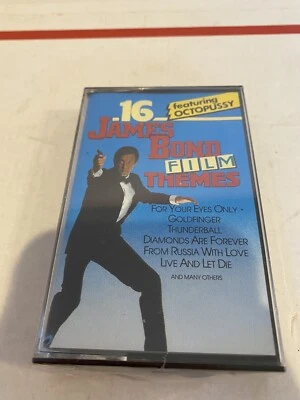 16
featuring
OCTOPUSSY
JAMES
BOND
FILM
THEMES
FOR YOUR EYES ONLY •
GOLDFINGER
THUNDERBALL
DIAMONDS ARE FOREVER
FROM RUSSIA WITH LOVE
LIVE AND LET DIE
AND MANY OTHERS